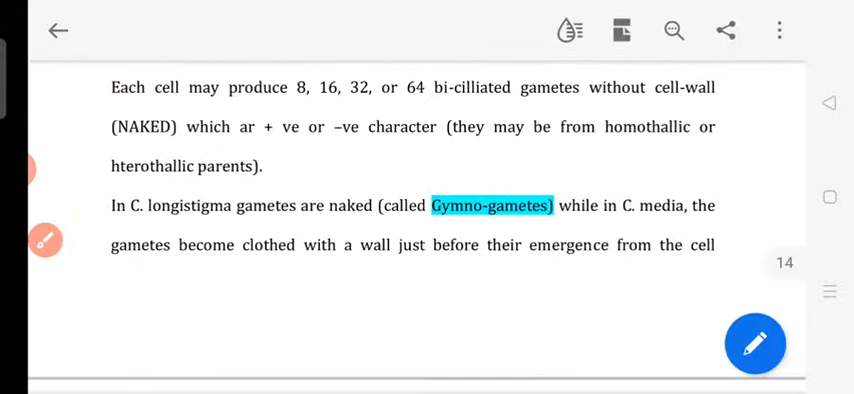 Each cell may produce 8, 16, 32, or 64 bi-cilliated gametes without cell-wall
(NAKED) which ar + ve or –ve character (they may be from homothallic or
hterothallic parents).
In C. longistigma gametes are naked (called Gymno-gametes) while in C. media, the
gametes become clothed with a wall just before their emergence from the cell
14